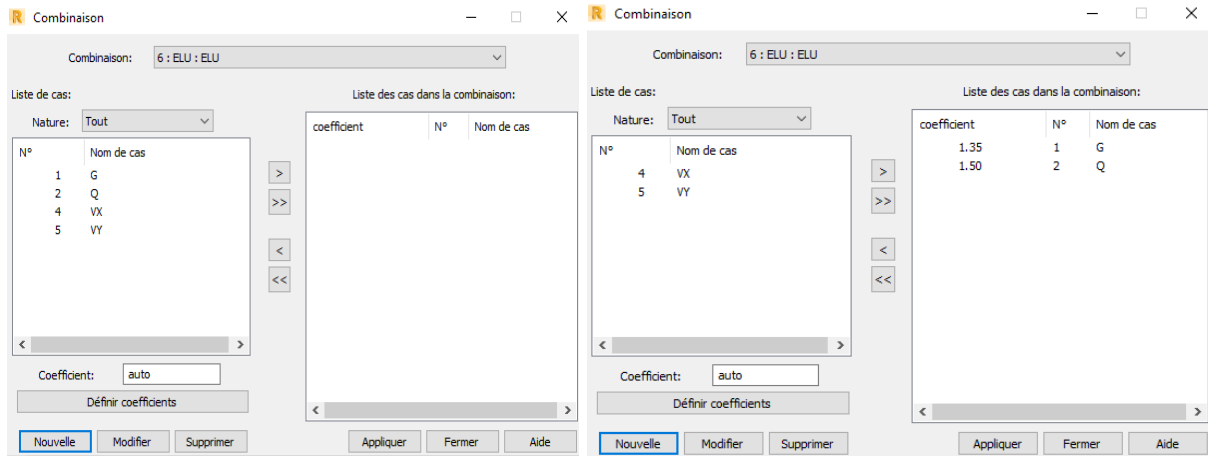 Combinaison
Combinaison: 6 : ELU : ELU
Liste de cas:
Liste des cas dans la combinaison:
Nature: Tout
N° Nom de cas
1 G
2 Q
4 VX
5 VY
coefficient N° Nom de cas
>
>>
<
<<
Coefficient: auto
Définir coefficients
Nouvelle Modifier Supprimer
Appliquer Fermer Aide
Combinaison
Combinaison: 6 : ELU : ELU
Liste de cas:
Liste des cas dans la combinaison:
Nature: Tout
N° Nom de cas
4 VX
5 VY
coefficient N° Nom de cas
1.35 1 G
1.50 2 Q
>
>>
<
<<
Coefficient: auto
Définir coefficients
Nouvelle Modifier Supprimer
Appliquer Fermer Aide